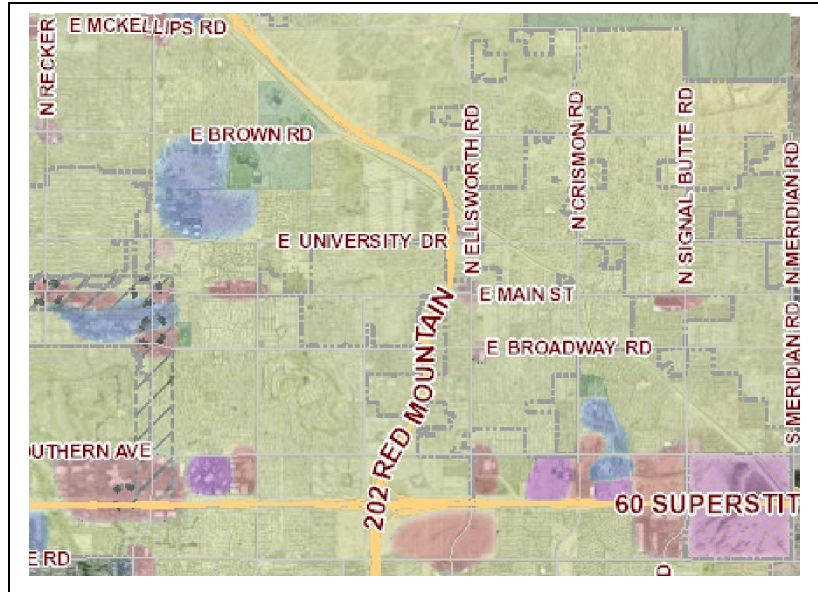 E MCKELLIPS RD
N RECKER
E BROWN RD
N ELLSWORTH RD
N CRISMON RD
N SIGNAL BUTTE RD
N MERIDIAN RD
E UNIVERSITY DR
E MAIN ST
E BROADWAY RD
S MERIDIAN RD
202 RED MOUNTAIN
OUTHERN AVE
60 SUPERSTIT
E RD
D